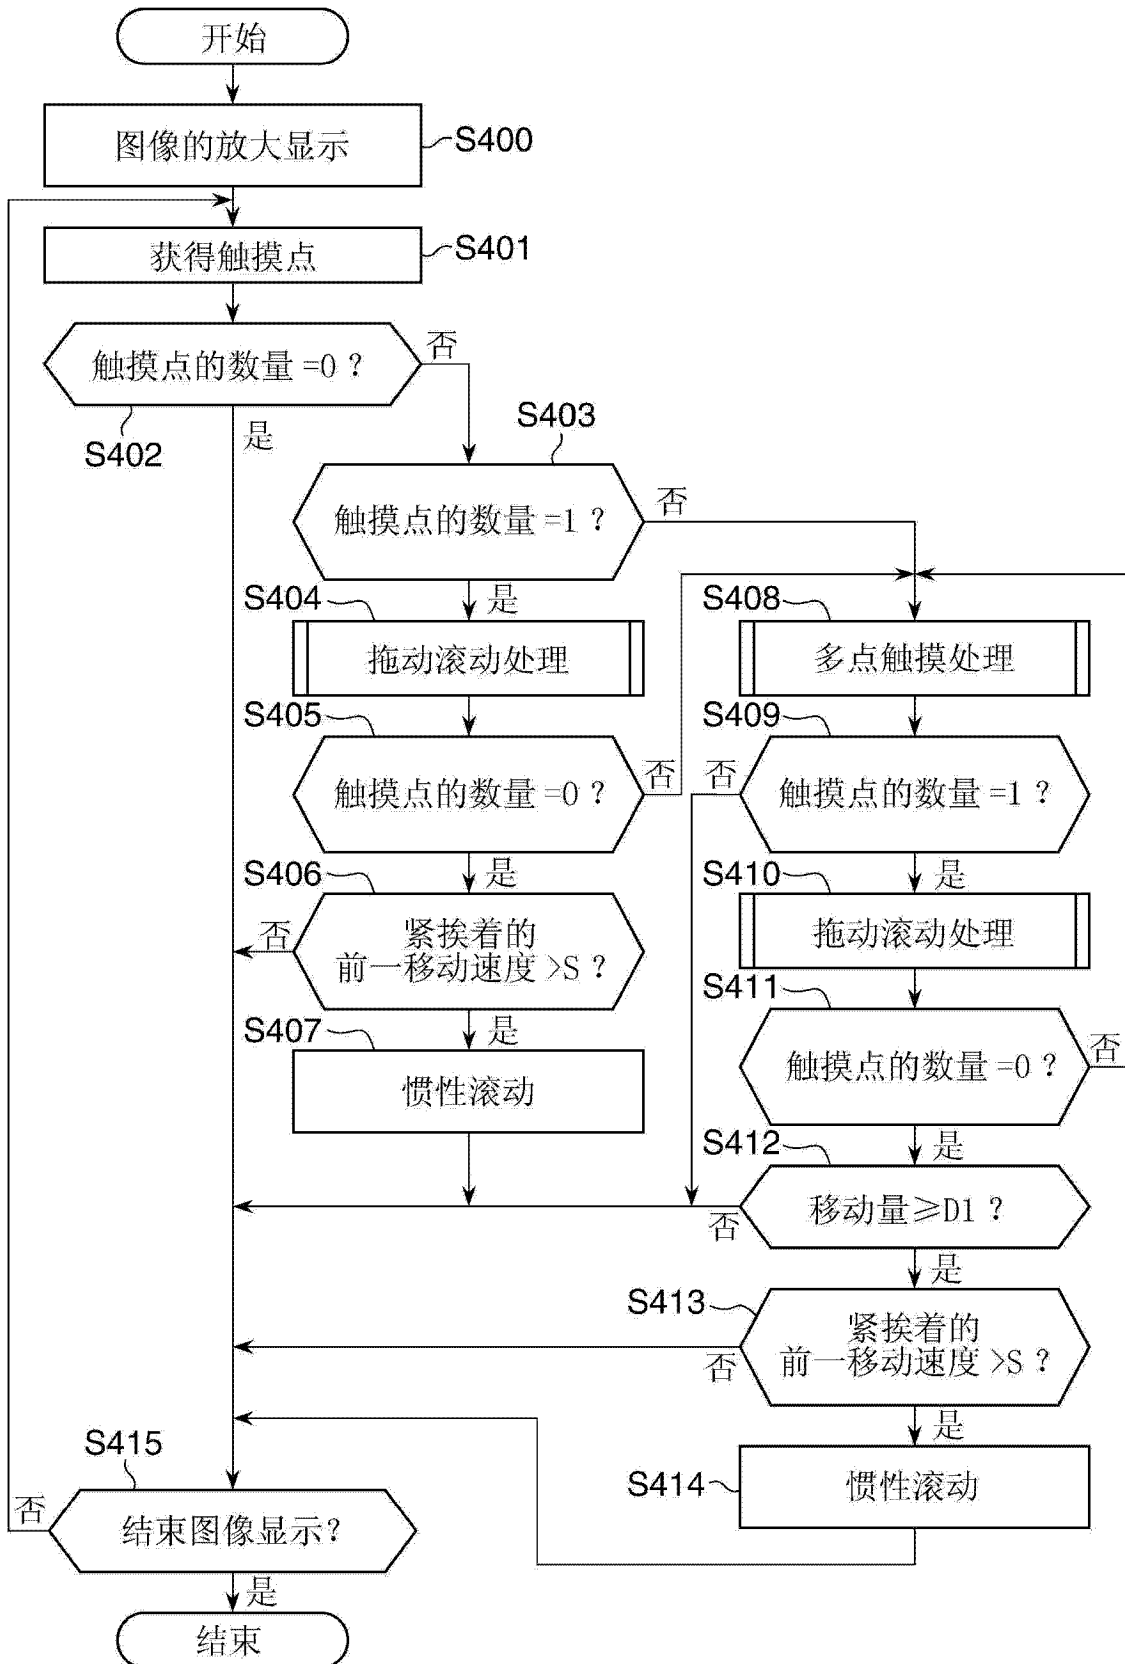 开始
图像的放大显示
S400
获得触摸点
S401
触摸点的数量=0？
否
S402
是
S403
触摸点的数量=1？
否
是
S404
拖动滚动处理
S408
多点触摸处理
S405
触摸点的数量=0？
否
S409
否
触摸点的数量=1？
是
是
S406
紧挨着的
前一移动速度>S？
否
S410
拖动滚动处理
是
S407
惯性滚动
S411
触摸点的数量=0？
否
是
S412
移动量≥D1？
否
是
S413
紧挨着的
前一移动速度>S？
否
是
S414
惯性滚动
S415
否
结束图像显示？
是
结束